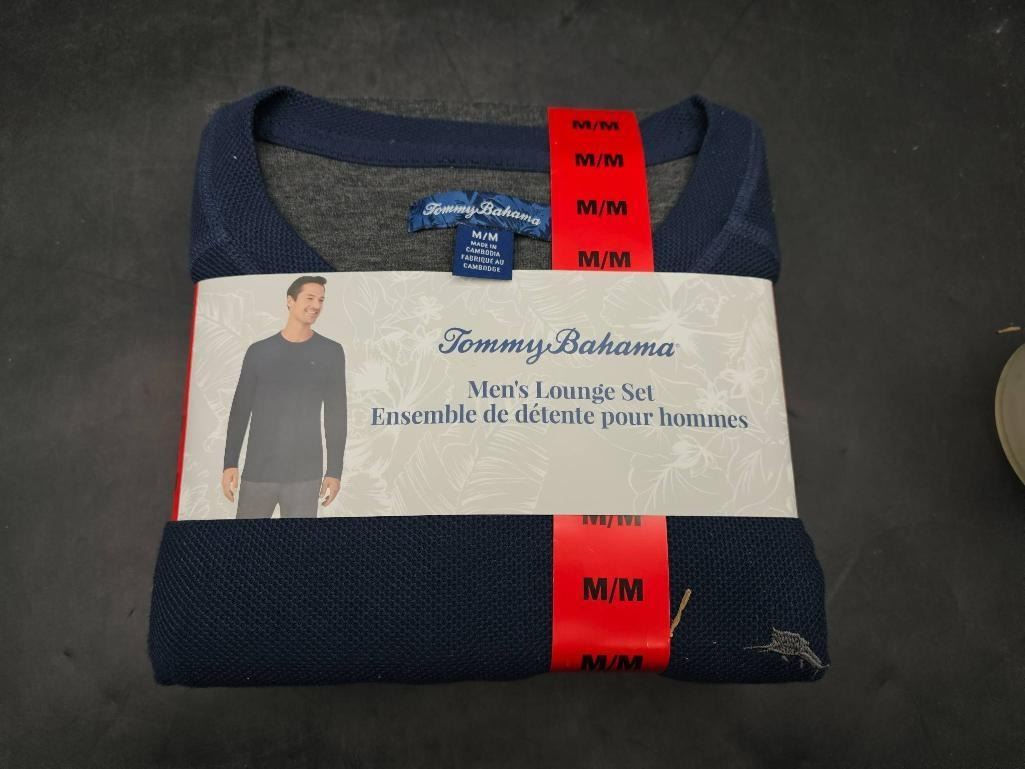 M/M
M/M
M/M
M/M
Tommy Bahama
M/M
MADE IN
CAMBODIA
FABRIQUÉ AU
CAMBODGE
Tommy Bahama
Men's Lounge Set
Ensemble de détente pour hommes
M/M
M/M
M/M